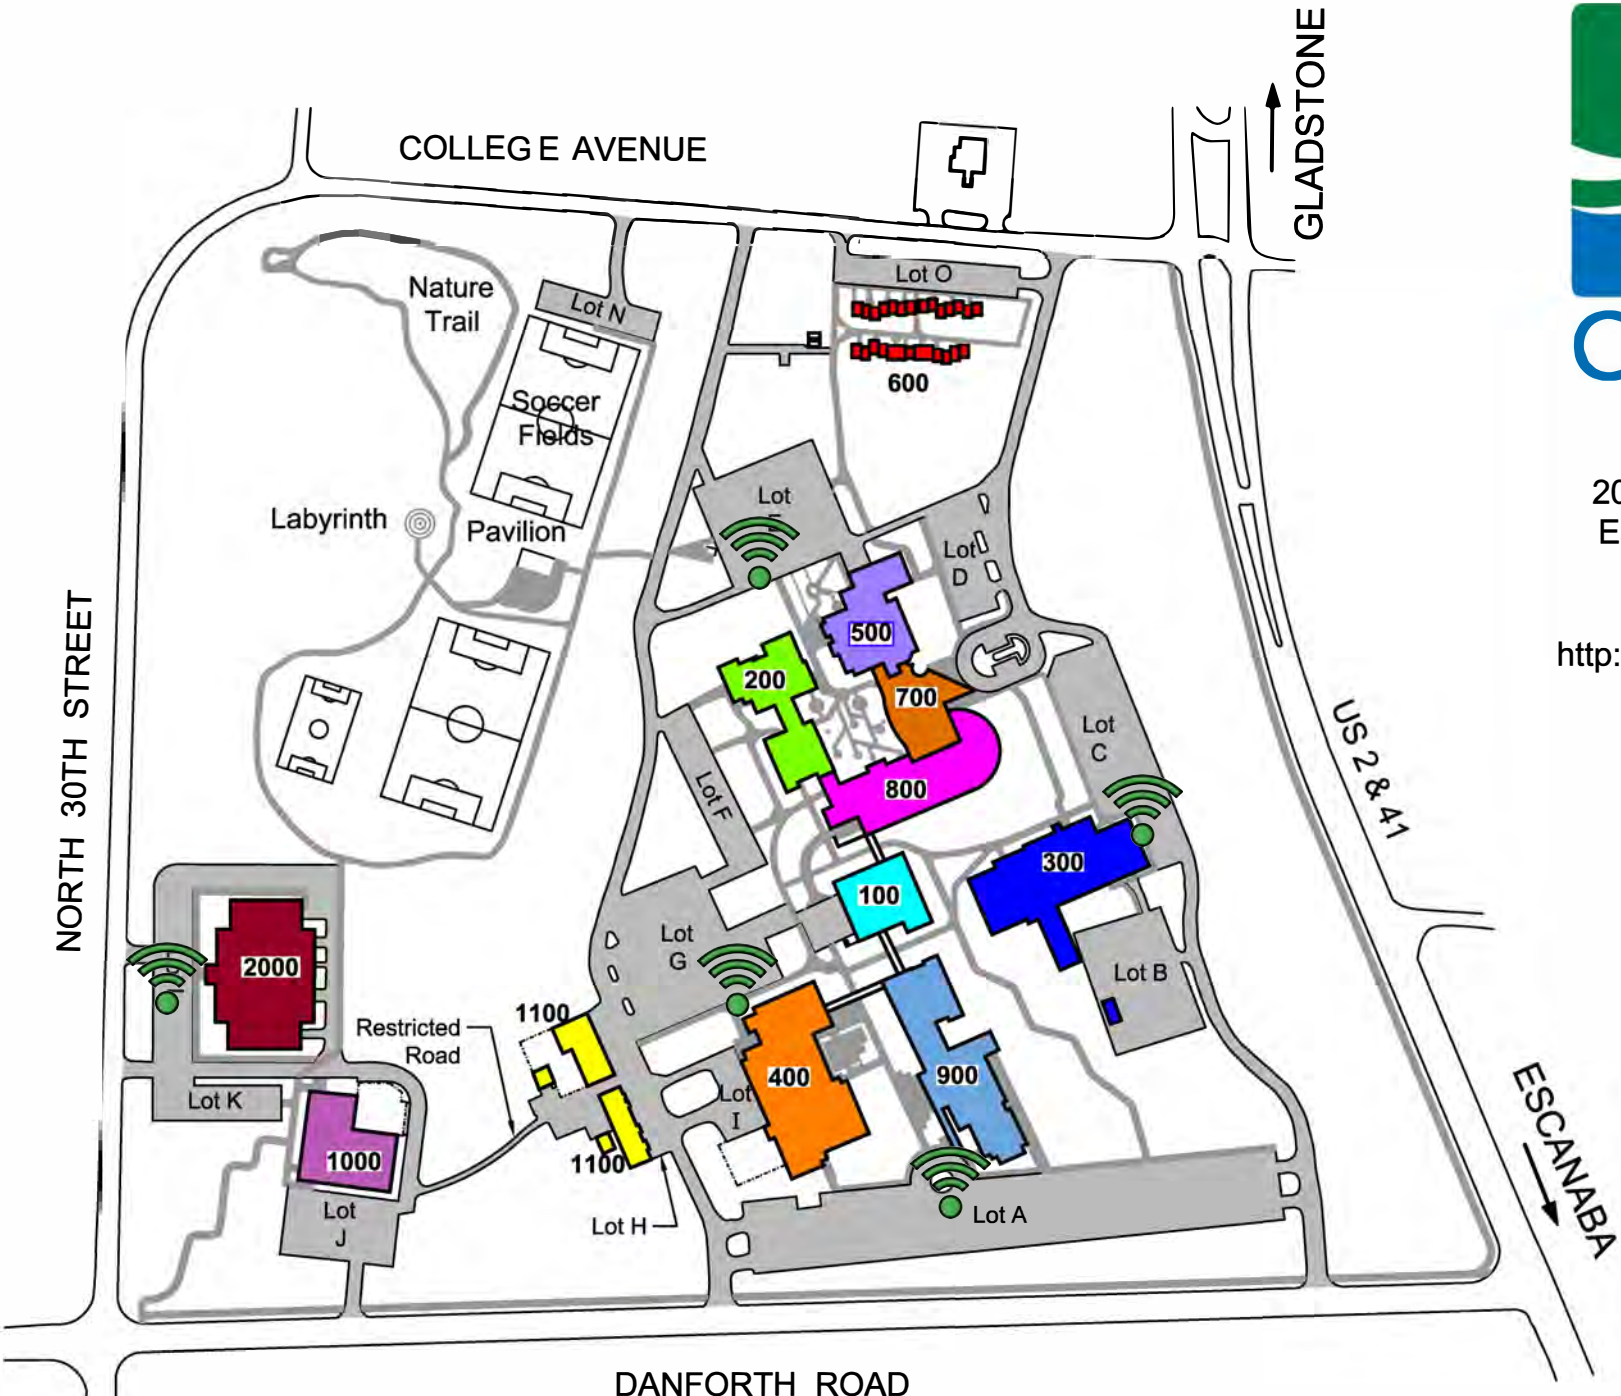 GLADSTONE
COLLEGE AVENUE
Lot O
Nature
Trail
Lot N
600
Soccer
Fields
Lot
Labyrinth
Pavilion
Lot
D
20
E
500
http:
200
700
NORTH 30TH STREET
Lot
C
US 2 & 41
Lot F
800
300
100
Lot
G
2000
Lot B
1100
Restricted
Road
400
900
Lot K
Lot
I
ESCANABA
1000
1100
Lot
J
Lot H
Lot A
DANFORTH ROAD